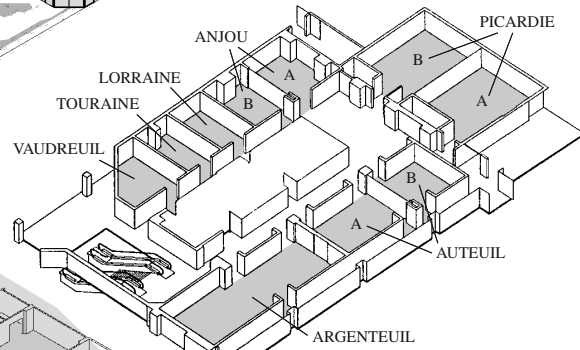 PICARDIE
ANJOU
B
A
A
LORRAINE
B
TOURAINE
VAUDREUIL
B
A
AUTEUIL
ARGENTEUIL